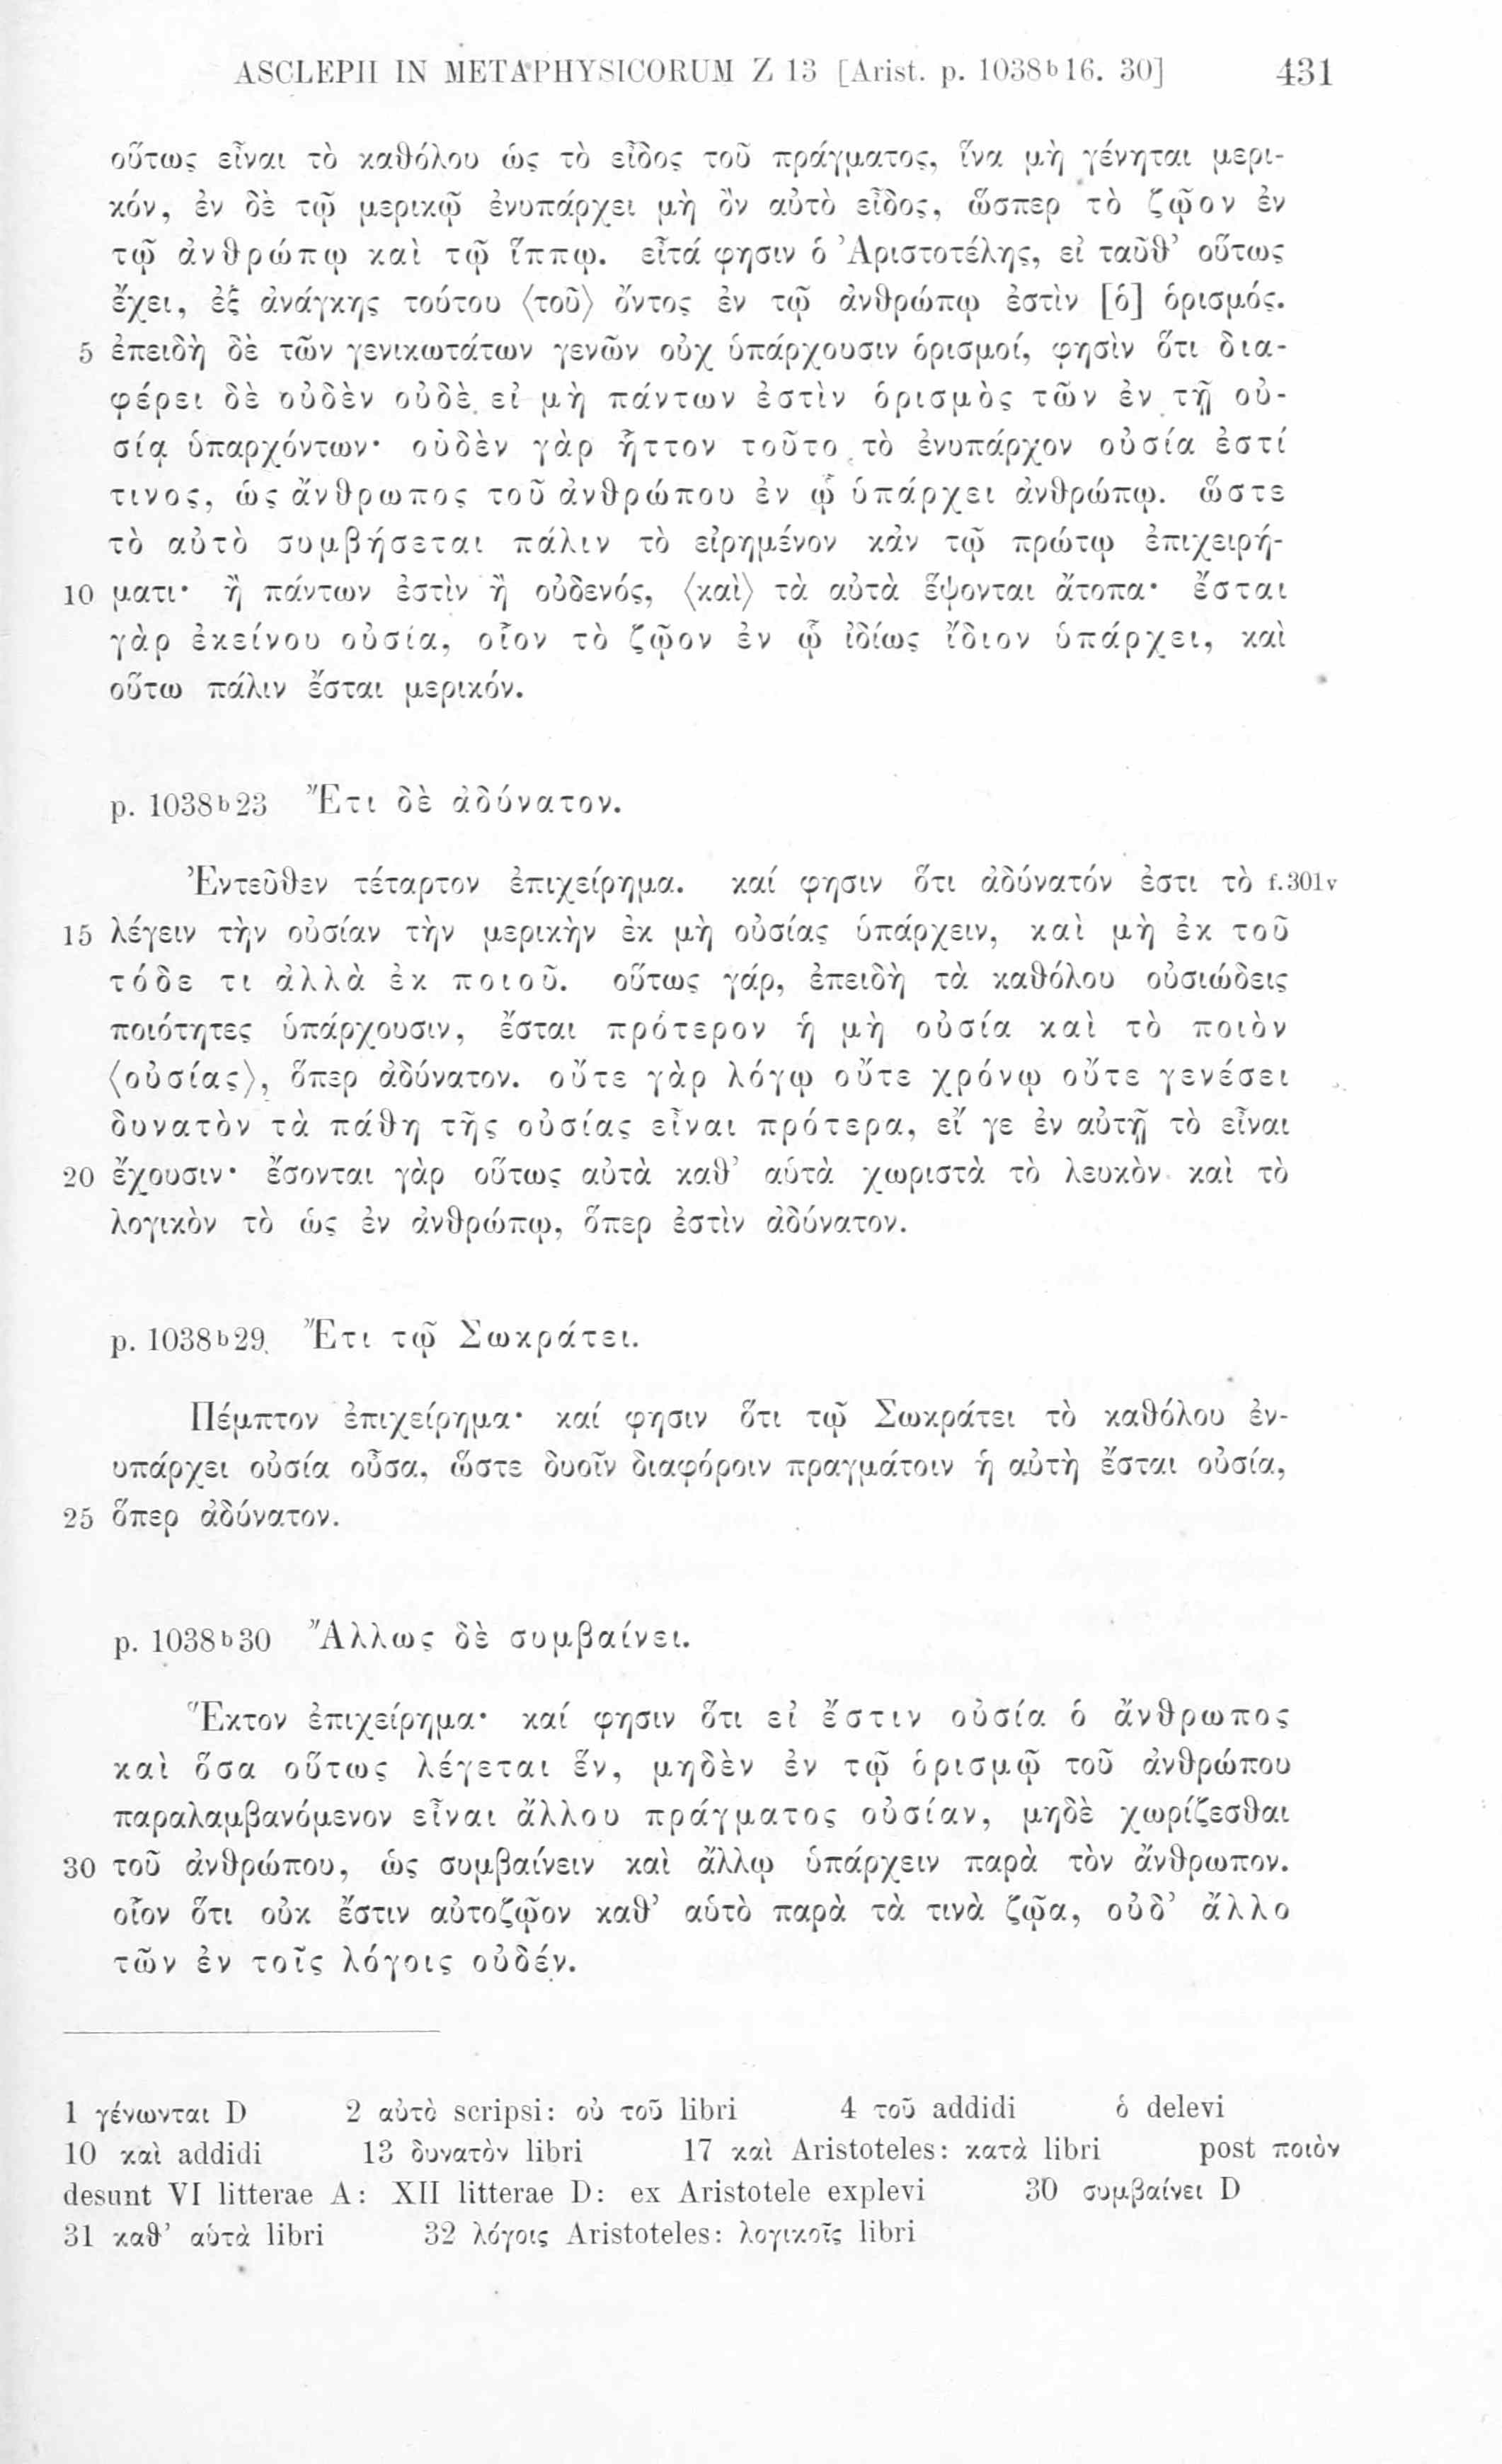 ASCLEPII IN METAPHYSICORUM Z 13 [Arist. p. 1038b16. 30] 431
οὕτως εἶναι τὸ καθόλου ὡς τὸ εἶδος τοῦ πράγματος, ἵνα μὴ γένηται μερι-
κόν, ἐν δὲ τῷ μερικῷ ἐνυπάρχει μὴ ὂν αὐτὸ εἶδος, ὥσπερ τὸ ζῷον ἐν
τῷ ἀνθρώπῳ καὶ τῷ ἵππῳ. εἶτά φησιν ὁ Ἀριστοτέλης, εἰ ταῦθ’ οὕτως
ἔχει, ἐξ ἀνάγκης τούτου ⟨τοῦ⟩ ὄντος ἐν τῷ ἀνθρώπῳ ἐστὶν [ὁ] ὁρισμός.
5 ἐπειδὴ δὲ τῶν γενικωτάτων γενῶν οὐχ ὑπάρχουσιν ὁρισμοί, φησὶν ὅτι δια-
φέρει δὲ οὐδὲν οὐδὲ εἰ μὴ πάντων ἐστὶν ὁρισμὸς τῶν ἐν τῇ οὐ-
σίᾳ ὑπαρχόντων· οὐδὲν γὰρ ἧττον τοῦτο τὸ ἐνυπάρχον οὐσία ἐστί
τινος, ὡς ἄνθρωπος τοῦ ἀνθρώπου ἐν ᾧ ὑπάρχει ἀνθρώπῳ. ὥστε
τὸ αὐτὸ συμβήσεται πάλιν τὸ εἰρημένον κἀν τῷ πρώτῳ ἐπιχειρή-
10 ματι· ἢ πάντων ἐστὶν ἢ οὐδενός, ⟨καὶ⟩ τὰ αὐτὰ ἕψονται ἄτοπα· ἔσται
γὰρ ἐκείνου οὐσία, οἷον τὸ ζῷον ἐν ᾧ ἰδίως ἴδιον ὑπάρχει, καὶ
οὕτω πάλιν ἔσται μερικόν.
p. 1038b23 Ἔτι δὲ ἀδύνατον.
Ἐντεῦθεν τέταρτον ἐπιχείρημα. καί φησιν ὅτι ἀδύνατόν ἐστι τὸ f.301v
15 λέγειν τὴν οὐσίαν τὴν μερικὴν ἐκ μὴ οὐσίας ὑπάρχειν, καὶ μὴ ἐκ τοῦ
τόδε τι ἀλλὰ ἐκ ποιοῦ. οὕτως γάρ, ἐπειδὴ τὰ καθόλου οὐσιώδεις
ποιότητες ὑπάρχουσιν, ἔσται πρότερον ἡ μὴ οὐσία καὶ τὸ ποιὸν
⟨οὐσίας⟩, ὅπερ ἀδύνατον. οὔτε γὰρ λόγῳ οὔτε χρόνῳ οὔτε γενέσει
δυνατὸν τὰ πάθη τῆς οὐσίας εἶναι πρότερα, εἴ γε ἐν αὐτῇ τὸ εἶναι
20 ἔχουσιν· ἔσονται γὰρ οὕτως αὐτὰ καθ’ αὑτὰ χωριστὰ τὸ λευκὸν καὶ τὸ
λογικὸν τὸ ὡς ἐν ἀνθρώπῳ, ὅπερ ἐστὶν ἀδύνατον.
p. 1038b29 Ἔτι τῷ Σωκράτει.
Πέμπτον ἐπιχείρημα· καί φησιν ὅτι τῷ Σωκράτει τὸ καθόλου ἐν-
υπάρχει οὐσία οὖσα, ὥστε δυοῖν διαφόροιν πραγμάτοιν ἡ αὐτὴ ἔσται οὐσία,
25 ὅπερ ἀδύνατον.
p. 1038b30 Ἄλλως δὲ συμβαίνει.
Ἕκτον ἐπιχείρημα· καί φησιν ὅτι εἰ ἔστιν οὐσία ὁ ἄνθρωπος
καὶ ὅσα οὕτως λέγεται ἕν, μηδὲν ἐν τῷ ὁρισμῷ τοῦ ἀνθρώπου
παραλαμβανόμενον εἶναι ἄλλου πράγματος οὐσίαν, μηδὲ χωρίζεσθαι
30 τοῦ ἀνθρώπου, ὡς συμβαίνειν καὶ ἄλλῳ ὑπάρχειν παρὰ τὸν ἄνθρωπον.
οἷον ὅτι οὐκ ἔστιν αὐτοζῷον καθ’ αὑτὸ παρὰ τὰ τινὰ ζῷα, οὐδ’ ἄλλο
τῶν ἐν τοῖς λόγοις οὐδέν.
1 γένωνται D 2 αὐτὸ scripsi: οὐ τοῦ libri 4 τοῦ addidi ὁ delevi
10 καὶ addidi 13 δυνατὸν libri 17 καὶ Aristoteles: κατὰ libri post ποιὸν
desunt VI litterae A: XII litterae D: ex Aristotele explevi 30 συμβαίνει D
31 καθ’ αὑτὰ libri 32 λόγοις Aristoteles: λογικοῖς libri